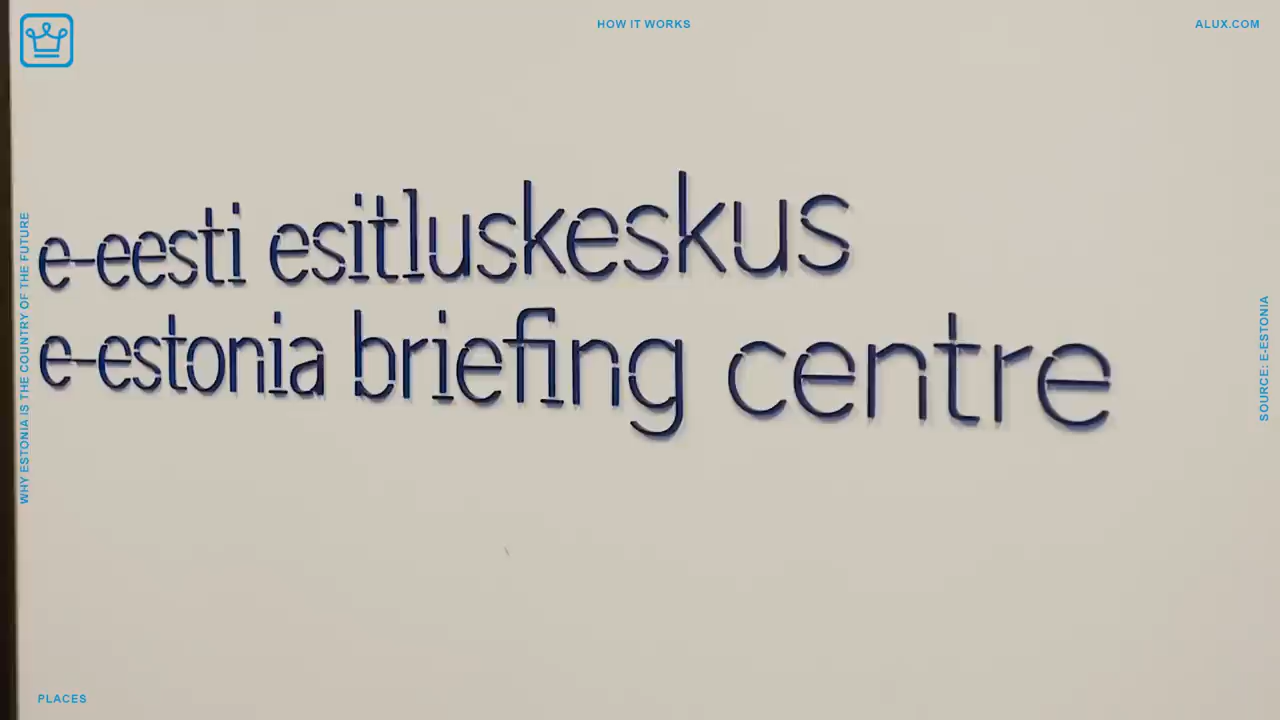 HOW IT WORKS
ALUX.COM
WHY ESTONIA IS THE COUNTRY OF THE FUTURE
e-eesti esitluskeskus
e-estonia briefing centre
SOURCE: E-ESTONIA
PLACES